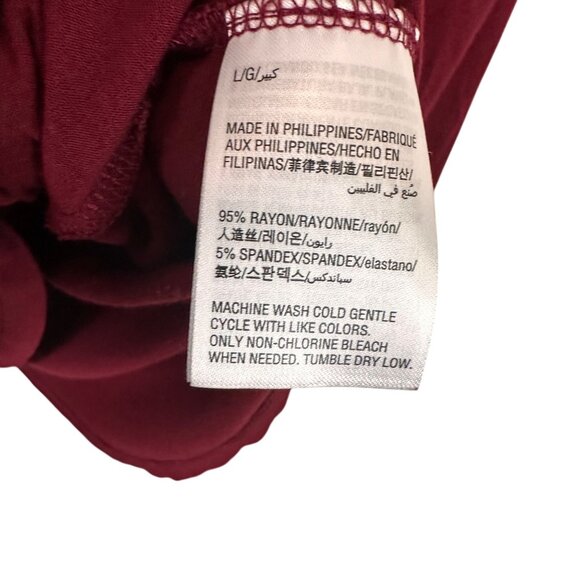 L/G/كبير
MADE IN PHILIPPINES/FABRIQUÉ
AUX PHILIPPINES/HECHO EN
FILIPINAS/菲律宾制造/필리핀산/
صُنع في الفلبين
95% RAYON/RAYONNE/rayón/
人造丝/레이온/رايون
5% SPANDEX/SPANDEX/elastano/
氨纶/스판덱스/سباندكس
MACHINE WASH COLD GENTLE
CYCLE WITH LIKE COLORS.
ONLY NON-CHLORINE BLEACH
WHEN NEEDED. TUMBLE DRY LOW.